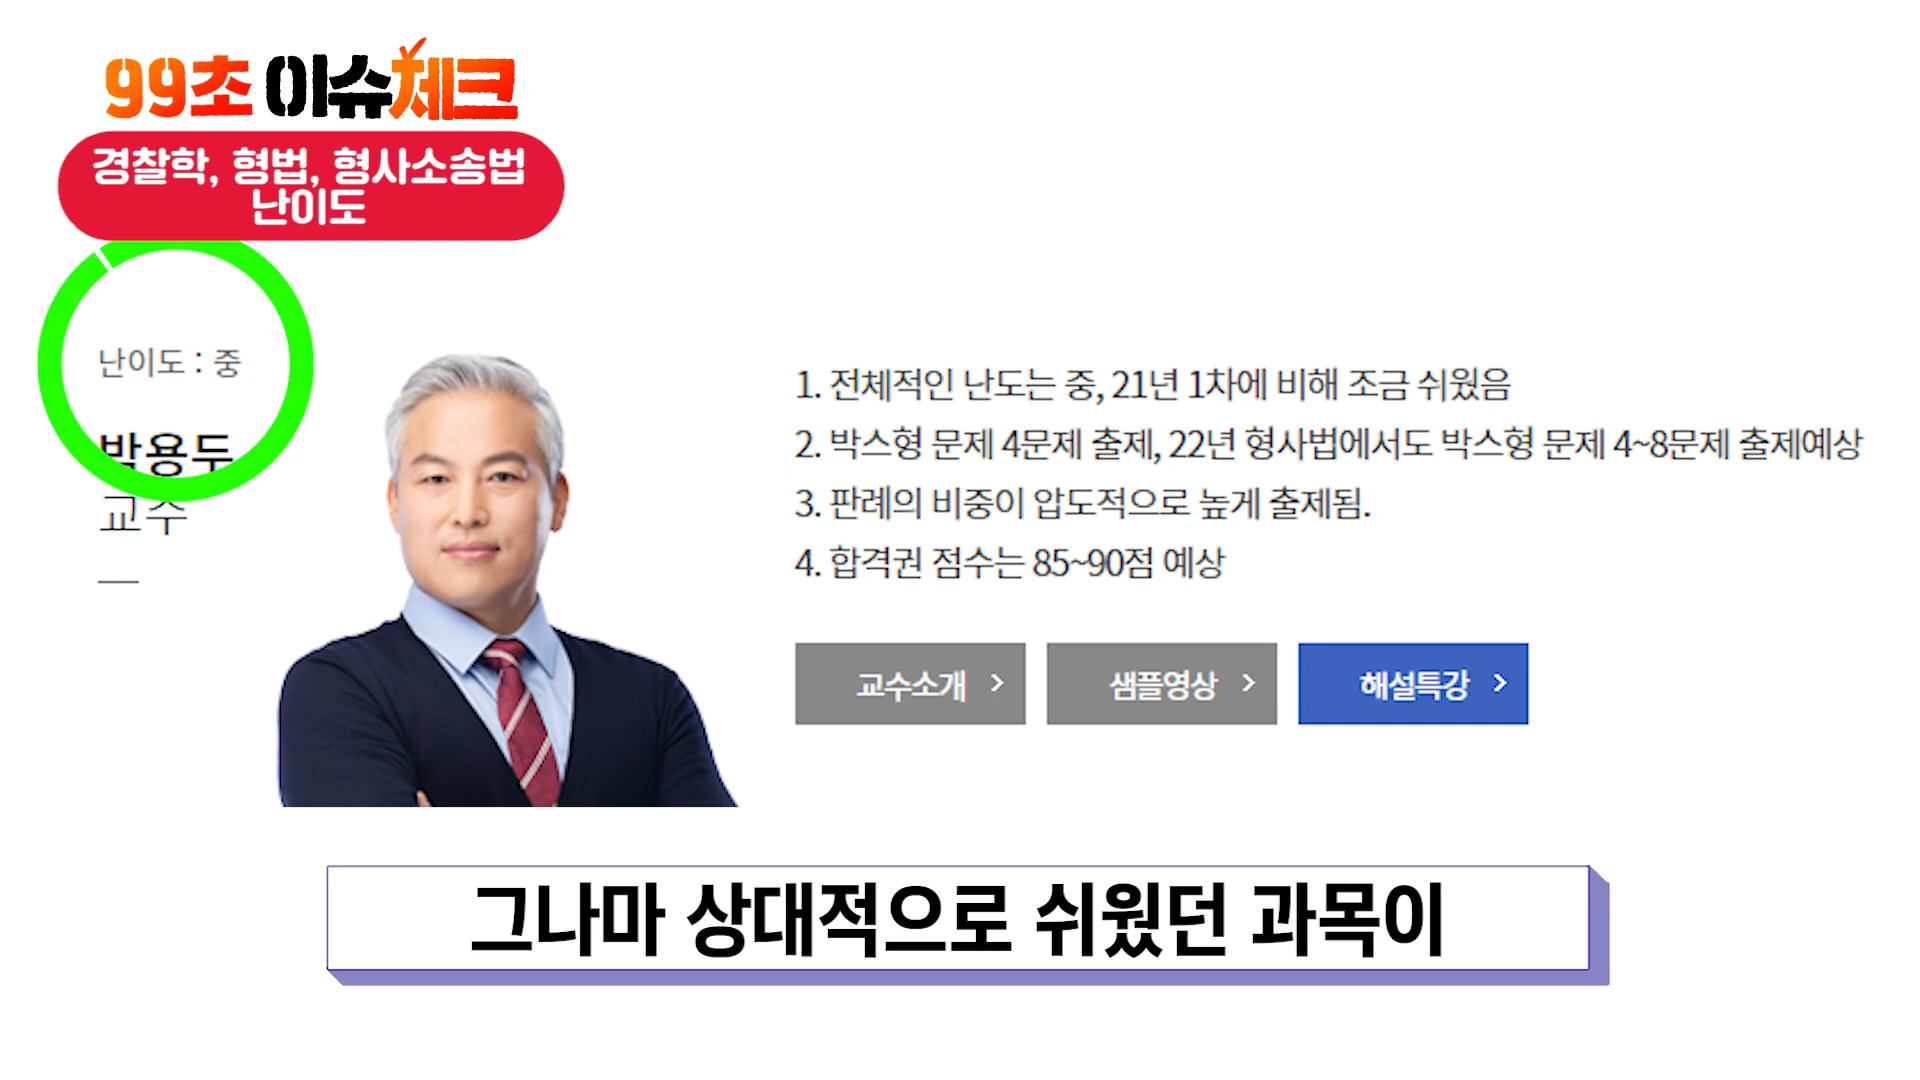 99초 이슈체크
경찰학, 형법, 형사소송법
난이도
난이도 : 중
박용두
교수
1. 전체적인 난도는 중, 21년 1차에 비해 조금 쉬웠음
2. 박스형 문제 4문제 출제, 22년 형사법에서도 박스형 문제 4~8문제 출제예상
3. 판례의 비중이 압도적으로 높게 출제됨.
4. 합격권 점수는 85~90점 예상
교수소개 >
샘플영상 >
해설특강 >
그나마 상대적으로 쉬웠던 과목이